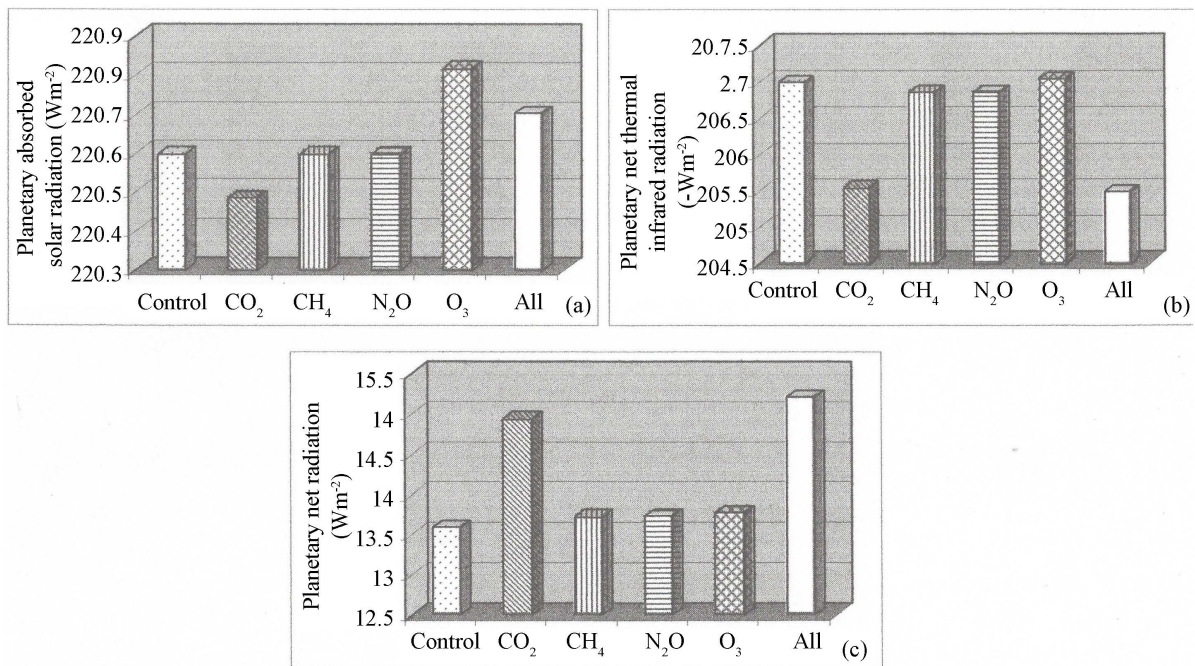 Planetary absorbed
solar radiation (Wm-2)
220.9
220.9
220.7
220.6
220.5
220.4
220.3
Control CO2 CH4 N2O O3 All (a)
Planetary net thermal
infrared radiation
(-Wm-2)
20.7.5
2.7
206.5
206
205.5
205
204.5
Control CO2 CH4 N2O O3 All (b)
Planetary net radiation
(Wm-2)
15.5
14
14.5
14
13.5
13
12.5
Control CO2 CH4 N2O O3 All (c)